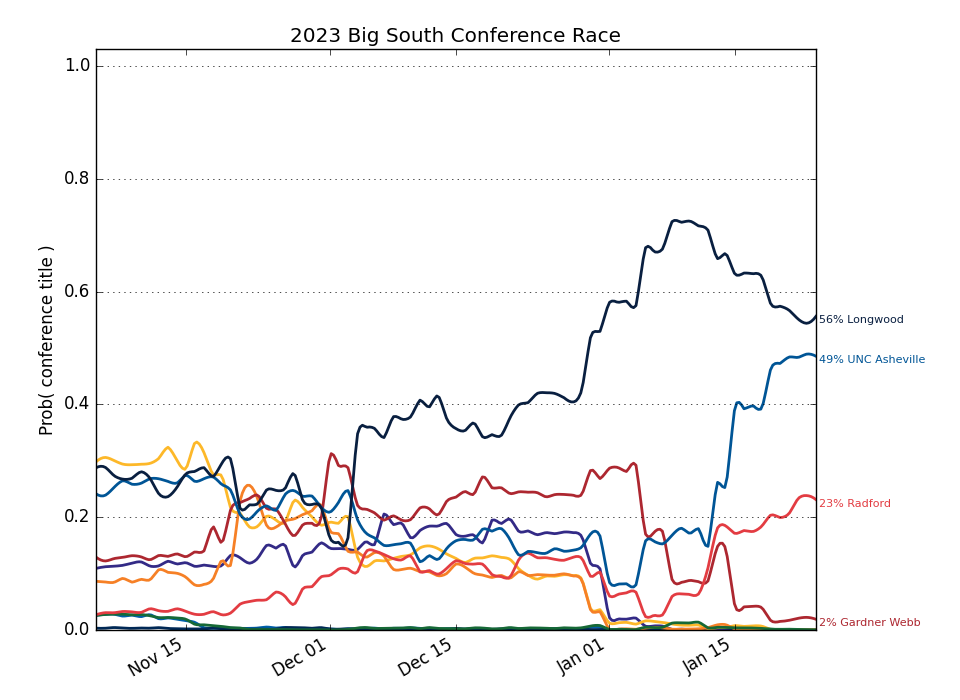 2023 Big South Conference Race
Prob( conference title )
1.0
0.8
0.6
0.4
0.2
0.0
56% Longwood
49% UNC Asheville
23% Radford
2% Gardner Webb
Nov 15
Dec 01
Dec 15
Jan 01
Jan 15